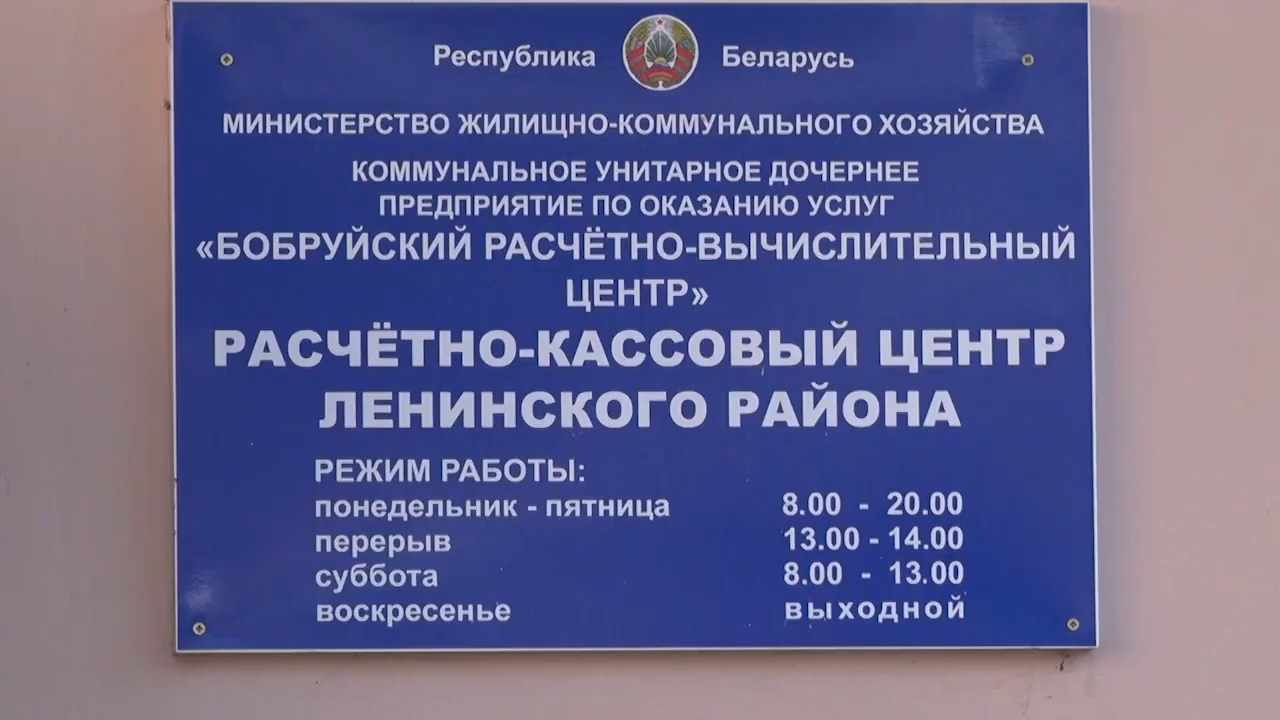 Республика Беларусь
МИНИСТЕРСТВО ЖИЛИЩНО-КОММУНАЛЬНОГО ХОЗЯЙСТВА
КОММУНАЛЬНОЕ УНИТАРНОЕ ДОЧЕРНЕЕ
ПРЕДПРИЯТИЕ ПО ОКАЗАНИЮ УСЛУГ
«БОБРУЙСКИЙ РАСЧЁТНО-ВЫЧИСЛИТЕЛЬНЫЙ
ЦЕНТР»
РАСЧЁТНО-КАССОВЫЙ ЦЕНТР
ЛЕНИНСКОГО РАЙОНА
РЕЖИМ РАБОТЫ:
понедельник - пятница 8.00 - 20.00
перерыв 13.00 - 14.00
суббота 8.00 - 13.00
воскресенье выходной